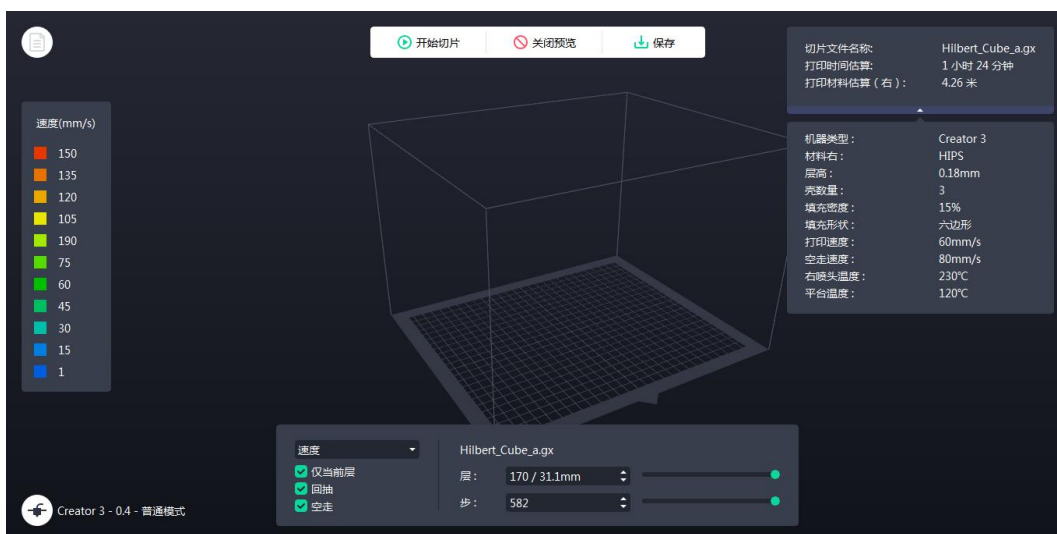 开始切片
关闭预览
保存
切片文件名称: Hilbert_Cube_a.gx
打印时间估算: 1 小时 24 分钟
打印材料估算 ( 右 ) : 4.26 米
速度(mm/s)
150
135
120
105
190
75
60
45
30
15
1
机器类型 : Creator 3
材料右 : HIPS
层高 : 0.18mm
壳数量 : 3
填充密度 : 15%
填充形状 : 六边形
打印速度 : 60mm/s
空走速度 : 80mm/s
右喷头温度 : 230℃
平台温度 : 120℃
速度
仅当前层
回抽
空走
Hilbert_Cube_a.gx
层 : 170 / 31.1mm
步 : 582
Creator 3 - 0.4 - 普通模式